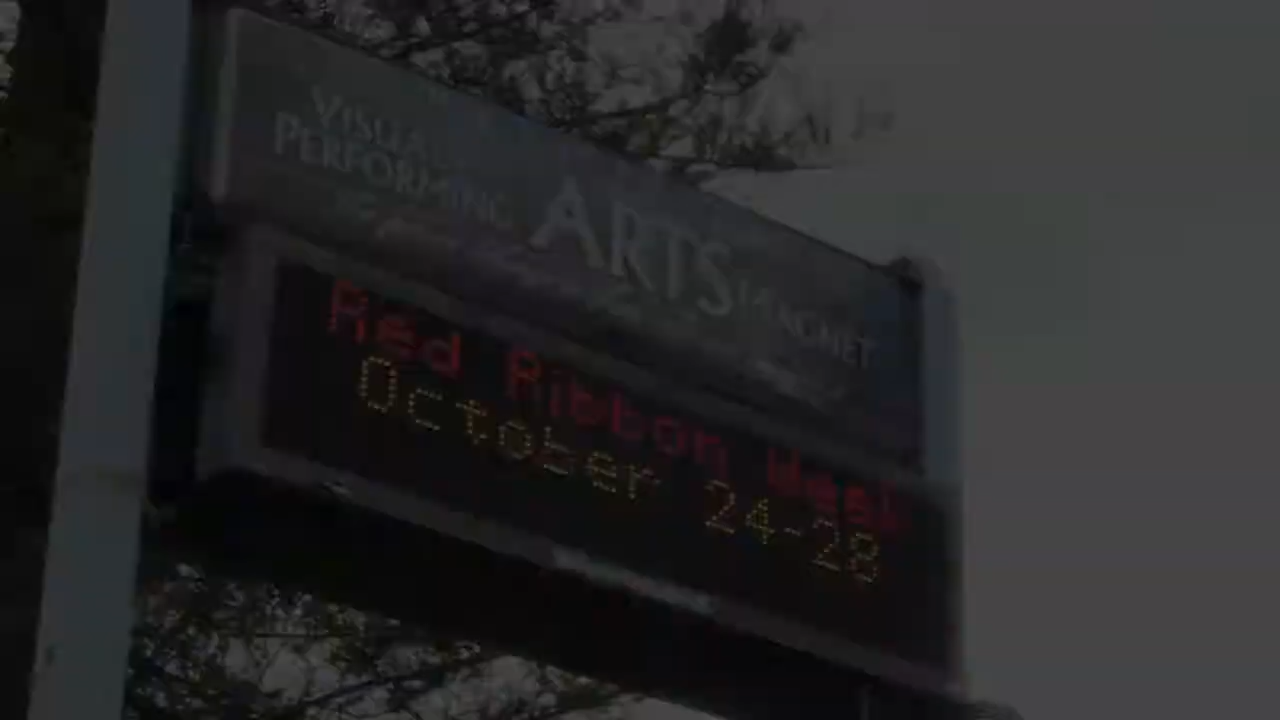 VISUAL
PERFORMING
ARTS MAGNET
Red Ribbon Week
October 24-28